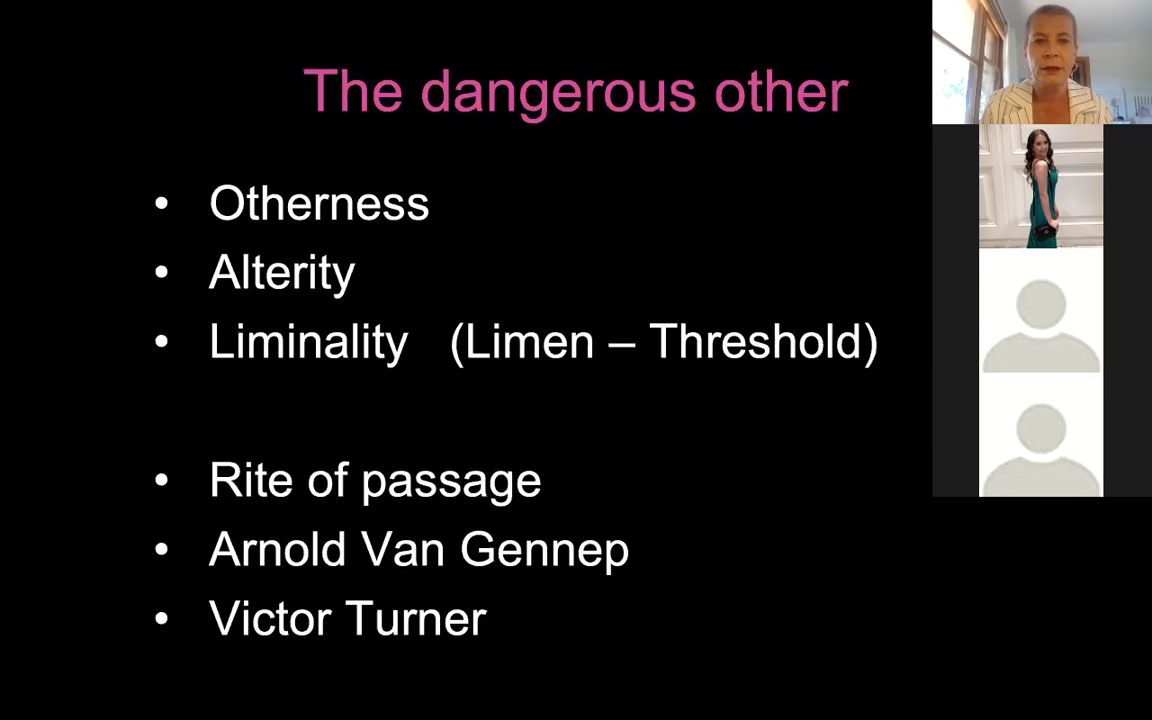 The dangerous other
• Otherness
• Alterity
• Liminality (Limen – Threshold)
• Rite of passage
• Arnold Van Gennep
• Victor Turner